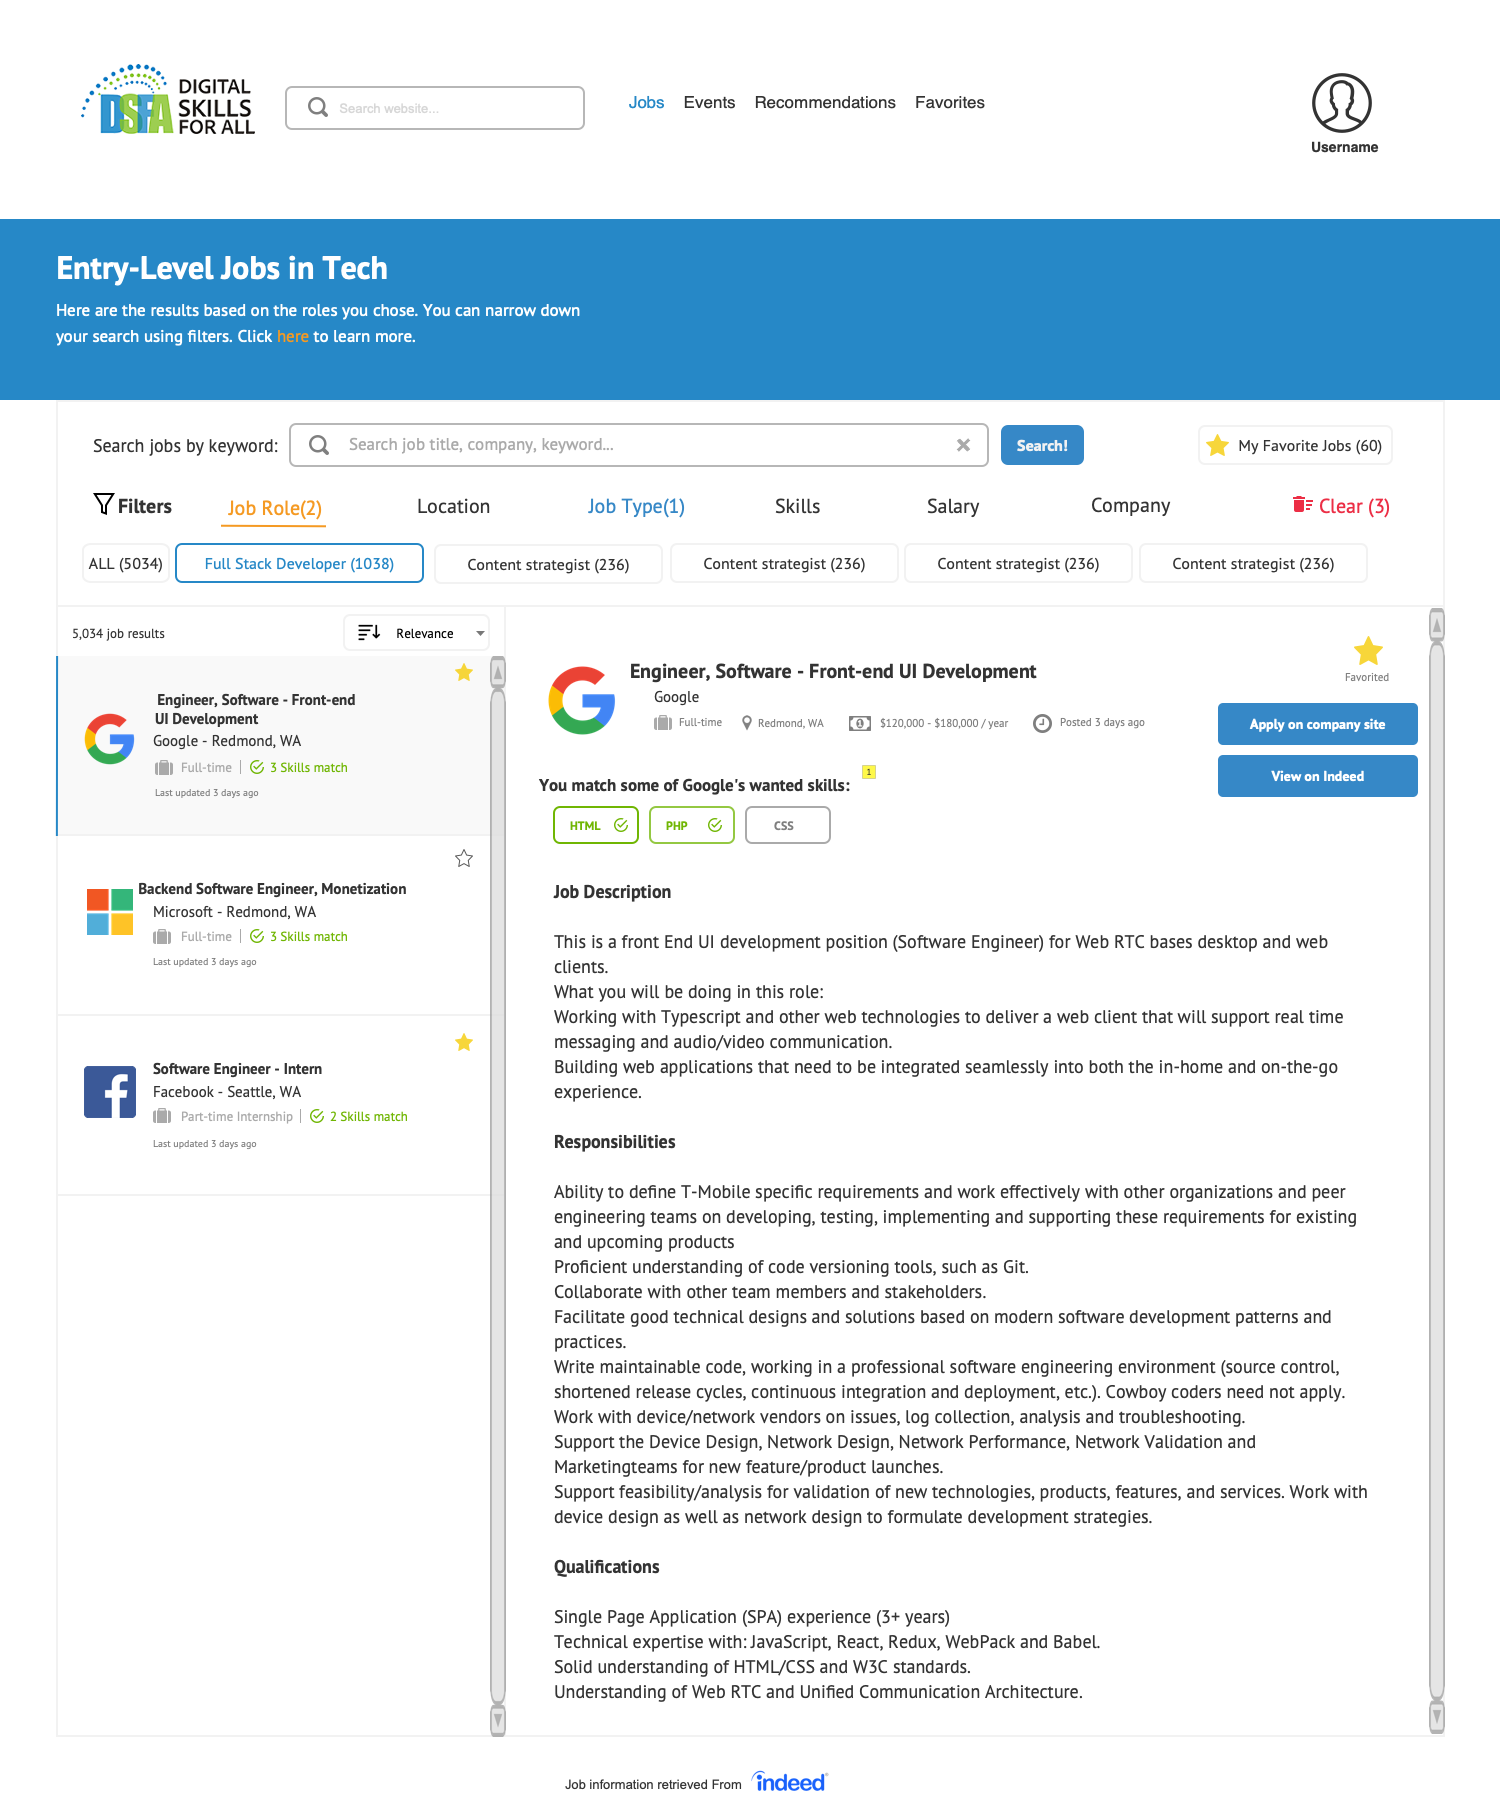 DSFA
DIGITAL
SKILLS
FOR ALL
Search website...
Jobs Events Recommendations Favorites
Username
Entry-Level Jobs in Tech
Here are the results based on the roles you chose. You can narrow down
your search using filters. Click here to learn more.
Search jobs by keyword:
Search job title, company, keyword...
Search!
My Favorite Jobs (60)
Filters
Job Role(2)
Location
Job Type(1)
Skills
Salary
Company
Clear (3)
ALL (5034)
Full Stack Developer (1038)
Content strategist (236)
Content strategist (236)
Content strategist (236)
Content strategist (236)
5,034 job results
Relevance
Engineer, Software - Front-end
UI Development
Google - Redmond, WA
Full-time
3 Skills match
Last updated 3 days ago
Backend Software Engineer, Monetization
Microsoft - Redmond, WA
Full-time
3 Skills match
Last updated 3 days ago
Software Engineer - Intern
Facebook - Seattle, WA
Part-time Internship
2 Skills match
Last updated 3 days ago
Engineer, Software - Front-end UI Development
Google
Full-time
Redmond, WA
$120,000 - $180,000 / year
Posted 3 days ago
Favorited
Apply on company site
View on Indeed
You match some of Google's wanted skills:
1
HTML
PHP
CSS
Job Description
This is a front End UI development position (Software Engineer) for Web RTC bases desktop and web
clients.
What you will be doing in this role:
Working with Typescript and other web technologies to deliver a web client that will support real time
messaging and audio/video communication.
Building web applications that need to be integrated seamlessly into both the in-home and on-the-go
experience.
Responsibilities
Ability to define T-Mobile specific requirements and work effectively with other organizations and peer
engineering teams on developing, testing, implementing and supporting these requirements for existing
and upcoming products
Proficient understanding of code versioning tools, such as Git.
Collaborate with other team members and stakeholders.
Facilitate good technical designs and solutions based on modern software development patterns and
practices.
Write maintainable code, working in a professional software engineering environment (source control,
shortened release cycles, continuous integration and deployment, etc.). Cowboy coders need not apply.
Work with device/network vendors on issues, log collection, analysis and troubleshooting.
Support the Device Design, Network Design, Network Performance, Network Validation and
Marketingteams for new feature/product launches.
Support feasibility/analysis for validation of new technologies, products, features, and services. Work with
device design as well as network design to formulate development strategies.
Qualifications
Single Page Application (SPA) experience (3+ years)
Technical expertise with: JavaScript, React, Redux, WebPack and Babel.
Solid understanding of HTML/CSS and W3C standards.
Understanding of Web RTC and Unified Communication Architecture.
Job information retrieved From indeed